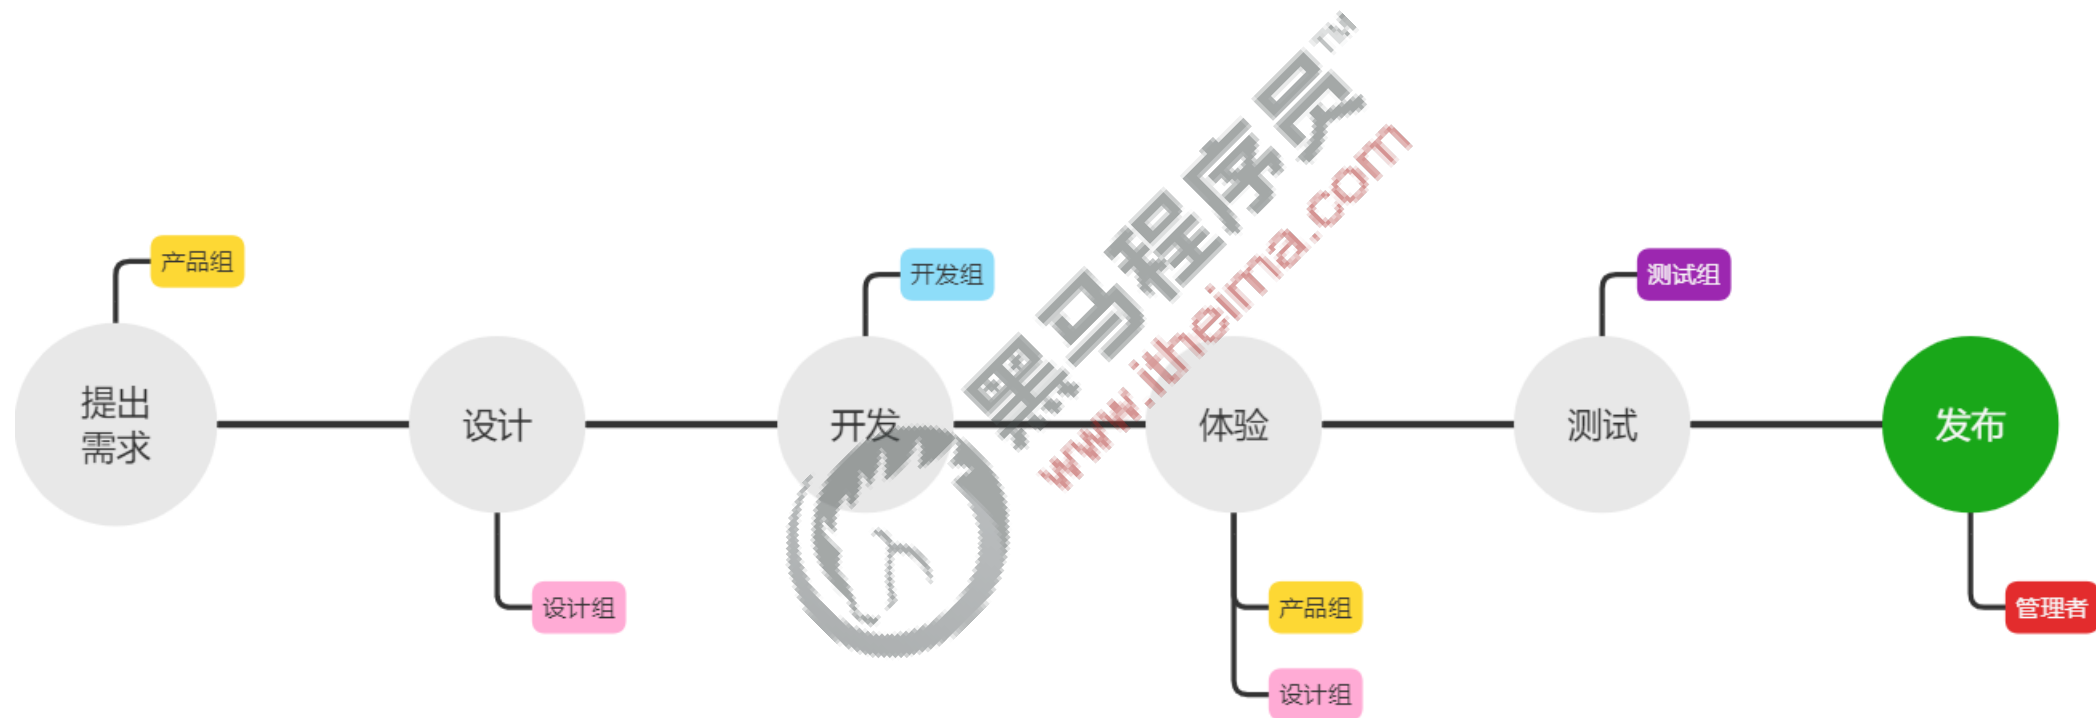 黑马程序员TM
www.itheima.com
产品组
开发组
测试组
提出
需求
设计
开发
体验
测试
发布
设计组
产品组
管理者
设计组